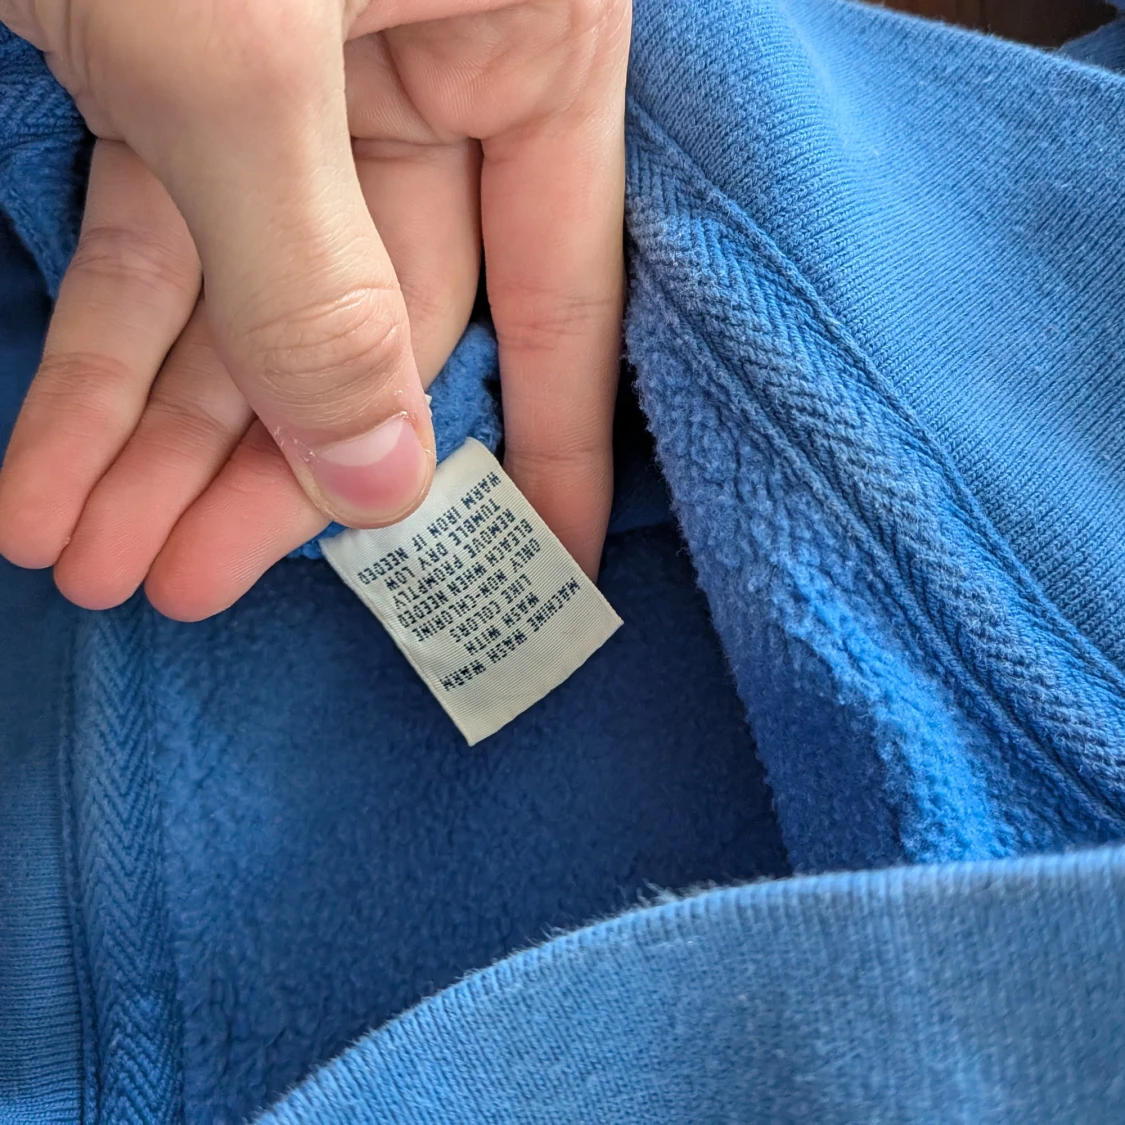 MACHINE WASH WARM
WASH WITH
LIKE COLORS
ONLY NON-CHLORINE
BLEACH WHEN NEEDED
REMOVE PROMPTLY
TUMBLE DRY LOW
WARM IRON IF NEEDED